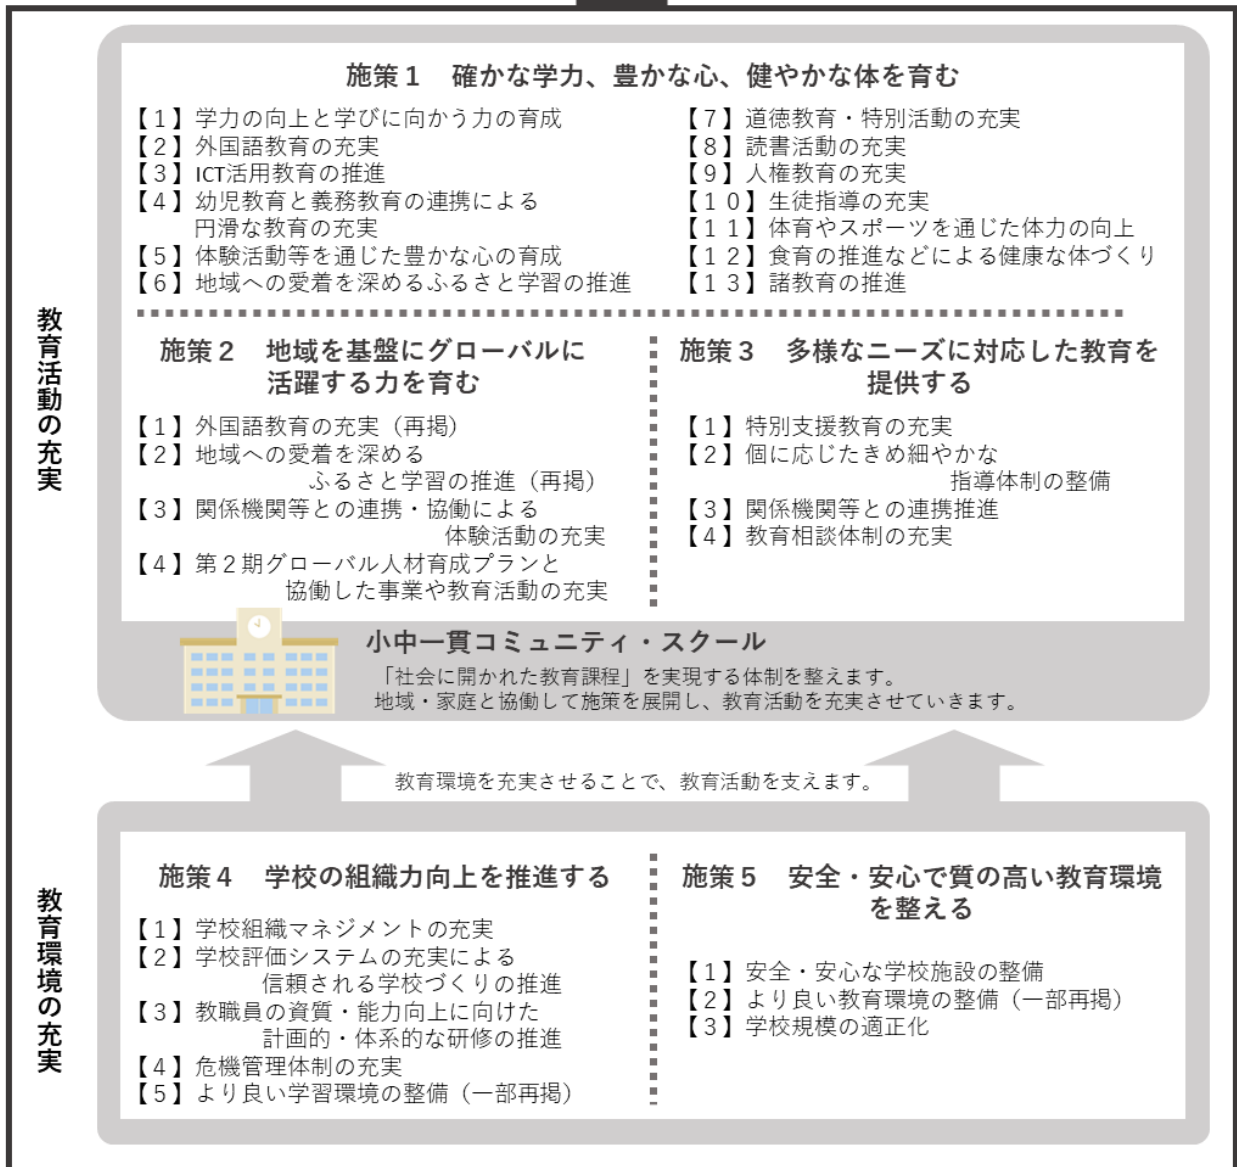 教育活動の充実
施策１　確かな学力、豊かな心、健やかな体を育む
【１】学力の向上と学びに向かう力の育成
【２】外国語教育の充実
【３】ICT活用教育の推進
【４】幼児教育と義務教育の連携による
円滑な教育の充実
【５】体験活動等を通じた豊かな心の育成
【６】地域への愛着を深めるふるさと学習の推進
【７】道徳教育・特別活動の充実
【８】読書活動の充実
【９】人権教育の充実
【１０】生徒指導の充実
【１１】体育やスポーツを通じた体力の向上
【１２】食育の推進などによる健康な体づくり
【１３】諸教育の推進
施策２　地域を基盤にグローバルに
活躍する力を育む
【１】外国語教育の充実（再掲）
【２】地域への愛着を深める
ふるさと学習の推進（再掲）
【３】関係機関等との連携・協働による
体験活動の充実
【４】第２期グローバル人材育成プランと
協働した事業や教育活動の充実
施策３　多様なニーズに対応した教育を
提供する
【１】特別支援教育の充実
【２】個に応じたきめ細やかな
指導体制の整備
【３】関係機関等との連携推進
【４】教育相談体制の充実
小中一貫コミュニティ・スクール
「社会に開かれた教育課程」を実現する体制を整えます。
地域・家庭と協働して施策を展開し、教育活動を充実させていきます。
教育環境を充実させることで、教育活動を支えます。
教育環境の充実
施策４　学校の組織力向上を推進する
【１】学校組織マネジメントの充実
【２】学校評価システムの充実による
信頼される学校づくりの推進
【３】教職員の資質・能力向上に向けた
計画的・体系的な研修の推進
【４】危機管理体制の充実
【５】より良い学習環境の整備（一部再掲）
施策５　安全・安心で質の高い教育環境
を整える
【１】安全・安心な学校施設の整備
【２】より良い教育環境の整備（一部再掲）
【３】学校規模の適正化